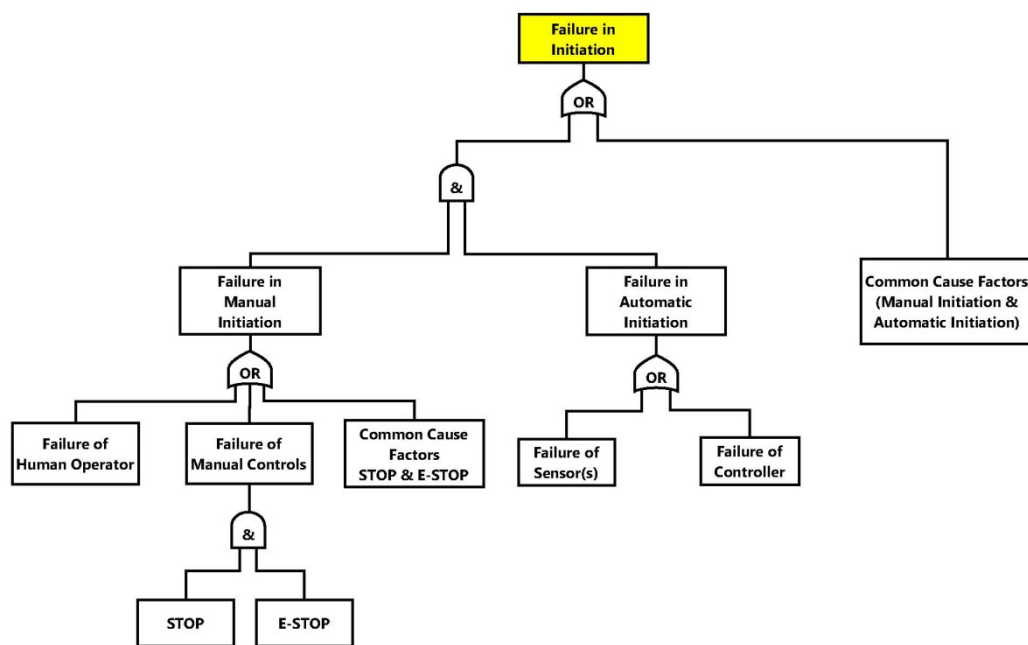 Failure in
Initiation
OR
&
Failure in
Manual
Initiation
Failure in
Automatic
Initiation
Common Cause Factors
(Manual Initiation &
Automatic Initiation)
OR
OR
Failure of
Human Operator
Failure of
Manual Controls
Common Cause
Factors
STOP & E-STOP
Failure of
Sensor(s)
Failure of
Controller
&
STOP
E-STOP